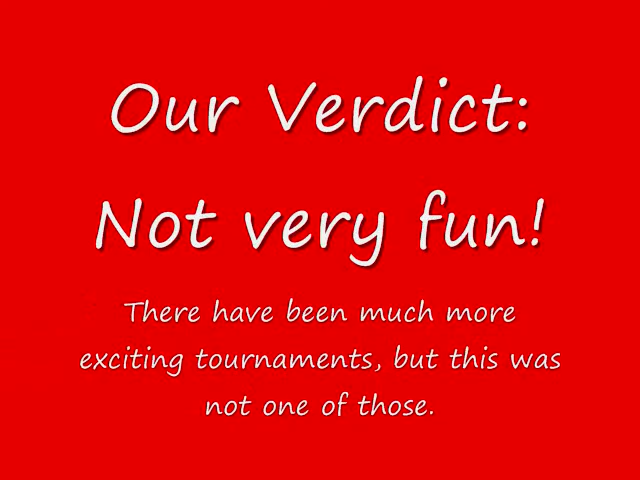 Our Verdict:
Not very fun!
There have been much more
exciting tournaments, but this was
not one of those.